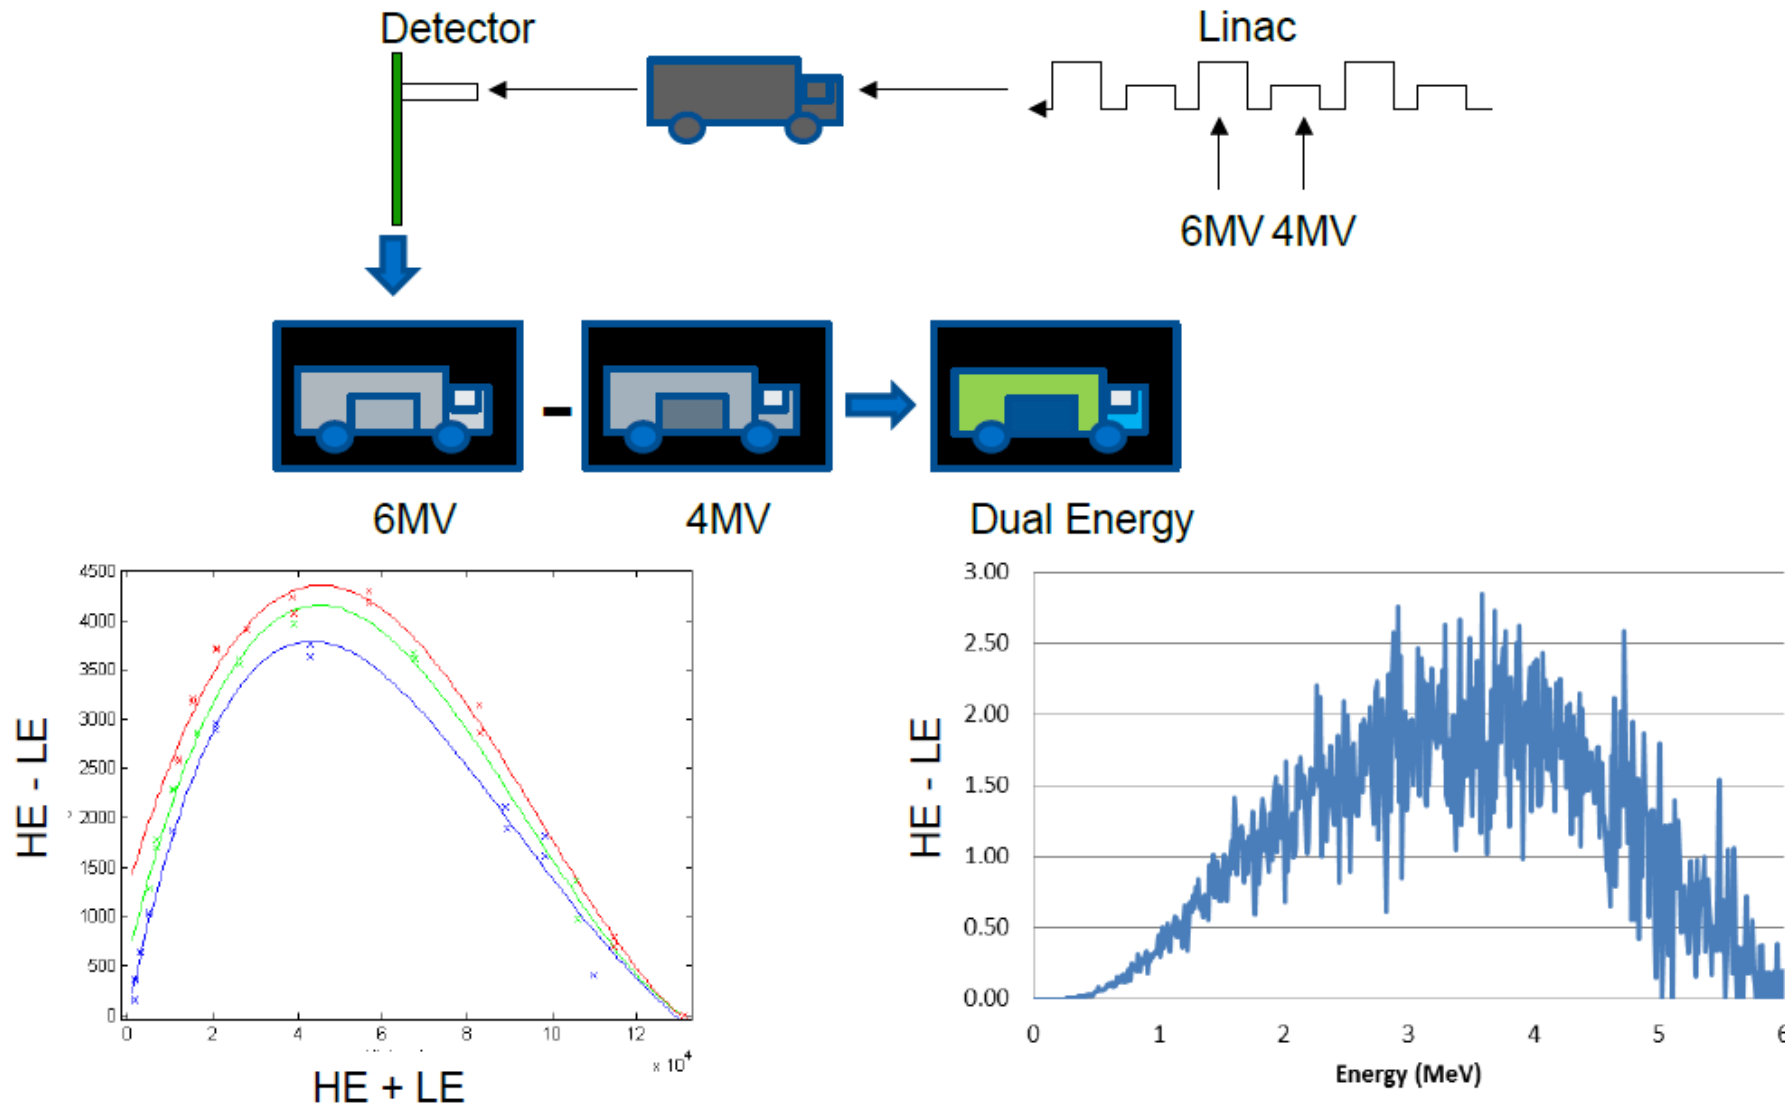 Detector
Linac
6MV 4MV
-
6MV
4MV
Dual Energy
4500
4000
3500
3000
2500
2000
1500
1000
500
0
HE - LE
0 2 4 6 8 10 12
x 10⁴
HE + LE
3.00
2.50
2.00
1.50
1.00
0.50
0.00
HE - LE
0 1 2 3 4 5 6
Energy (MeV)